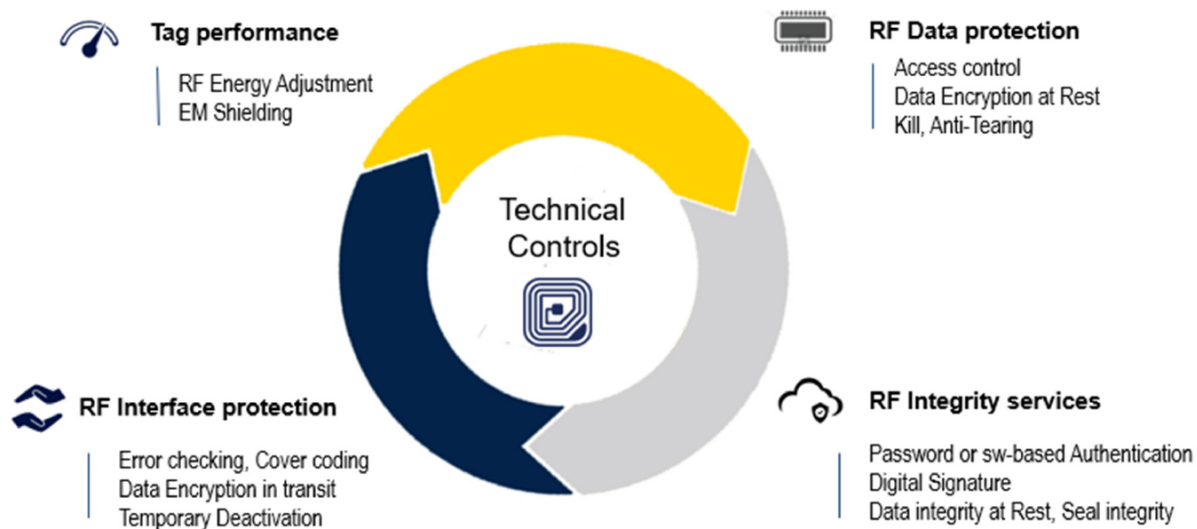 Tag performance
RF Energy Adjustment
EM Shielding
RF Data protection
Access control
Data Encryption at Rest
Kill, Anti-Tearing
Technical
Controls
RF Interface protection
Error checking, Cover coding
Data Encryption in transit
Temporary Deactivation
RF Integrity services
Password or sw-based Authentication
Digital Signature
Data integrity at Rest, Seal integrity